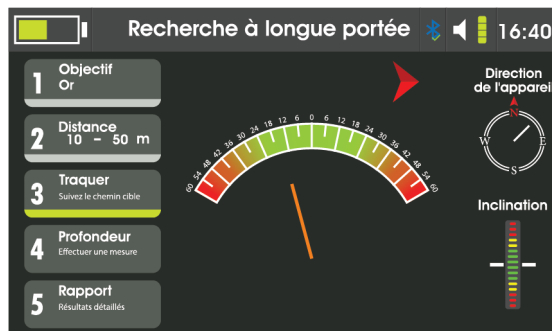 Recherche à longue portée
16:40
1 Objectif
Or
2 Distance
10 - 50 m
3 Traquer
Suivez le chemin cible
4 Profondeur
Effectuer une mesure
5 Rapport
Résultats détaillés
60 54 48 42 36 30 24 18 12 6 0 6 12 18 24 30 36 42 48 54 60
Direction
de l'appareil
N
W E
S
Inclination